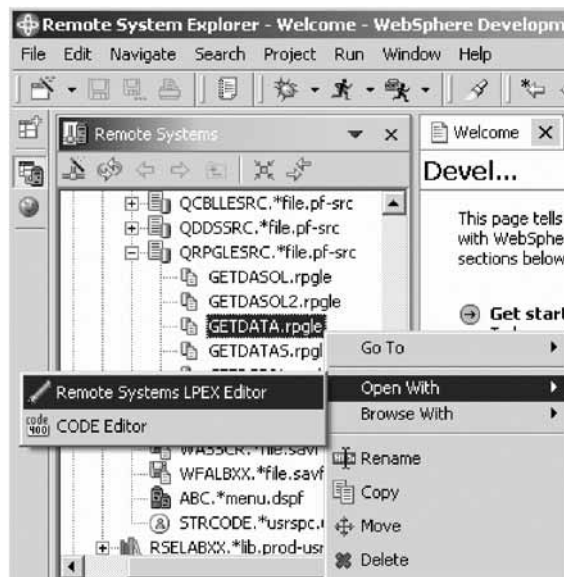 Remote System Explorer - Welcome - WebSphere Developm
File Edit Navigate Search Project Run Window Help
Remote Systems
Welcome
QCBLLESRC.*file.pf-src
QDDSSRC.*file.pf-src
QRPGLESRC.*file.pf-src
GETDASOL.rpgle
GETDASOL2.rpgle
GETDATA.rpgle
GETDATAS.rpgl
Devel...
This page tells
with WebSphe
sections below
Get start
Go To
Open With
Browse With
Rename
Copy
Move
Delete
Remote Systems LPEX Editor
code 400 CODE Editor
WASSCR.*file.savf
WFALBXX.*file.savf
ABC.*menu.dspf
STRCODE.*usrspc.
RSELABXX.*lib.prod-usr